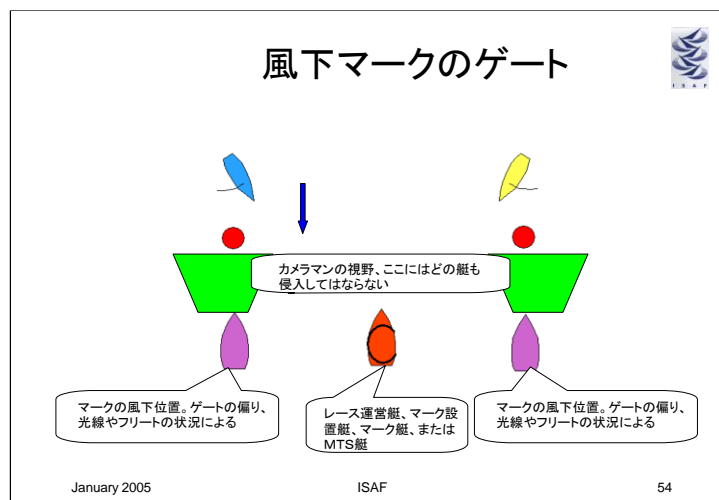 風下マークのゲート
I S A F
カメラマンの視野、ここにはどの艇も
侵入してはならない
マークの風下位置。ゲートの偏り、
光線やフリートの状況による
レース運営艇、マーク設
置艇、マーク艇、または
MTS艇
マークの風下位置。ゲートの偏り、
光線やフリートの状況による
January 2005
ISAF
54